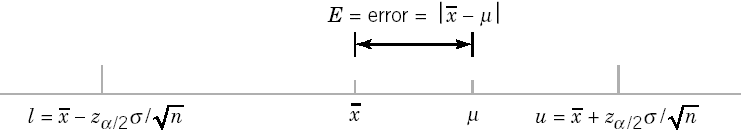 E = error = |x̄ − μ|
l = x̄ − z_{α/2}σ/√n x̄ μ u = x̄ + z_{α/2}σ/√n